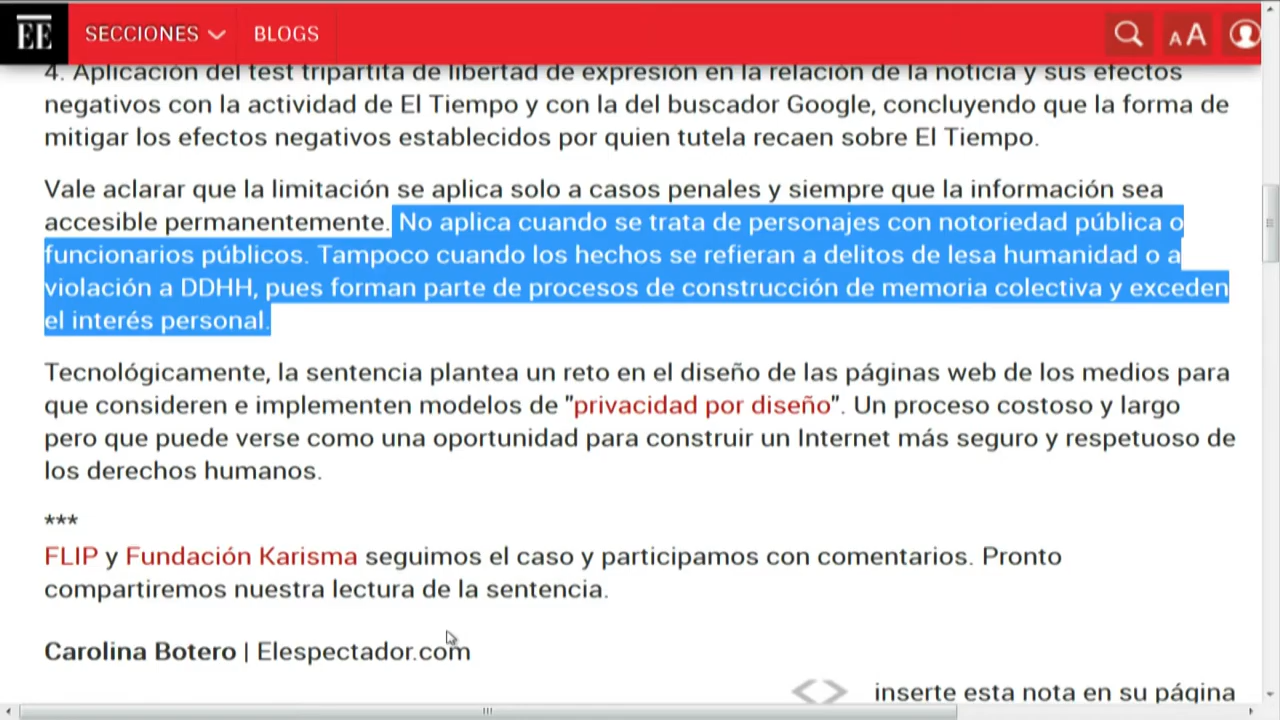 EE SECCIONES BLOGS AA
4. Aplicación del test tripartita de libertad de expresión en la relación de la noticia y sus efectos
negativos con la actividad de El Tiempo y con la del buscador Google, concluyendo que la forma de
mitigar los efectos negativos establecidos por quien tutela recaen sobre El Tiempo.
Vale aclarar que la limitación se aplica solo a casos penales y siempre que la información sea
accesible permanentemente. No aplica cuando se trata de personajes con notoriedad pública o
funcionarios públicos. Tampoco cuando los hechos se refieran a delitos de lesa humanidad o a
violación a DDHH, pues forman parte de procesos de construcción de memoria colectiva y exceden
el interés personal.
Tecnológicamente, la sentencia plantea un reto en el diseño de las páginas web de los medios para
que consideren e implementen modelos de "privacidad por diseño". Un proceso costoso y largo
pero que puede verse como una oportunidad para construir un Internet más seguro y respetuoso de
los derechos humanos.
***
FLIP y Fundación Karisma seguimos el caso y participamos con comentarios. Pronto
compartiremos nuestra lectura de la sentencia.
Carolina Botero | Elespectador.com
inserte esta nota en su página